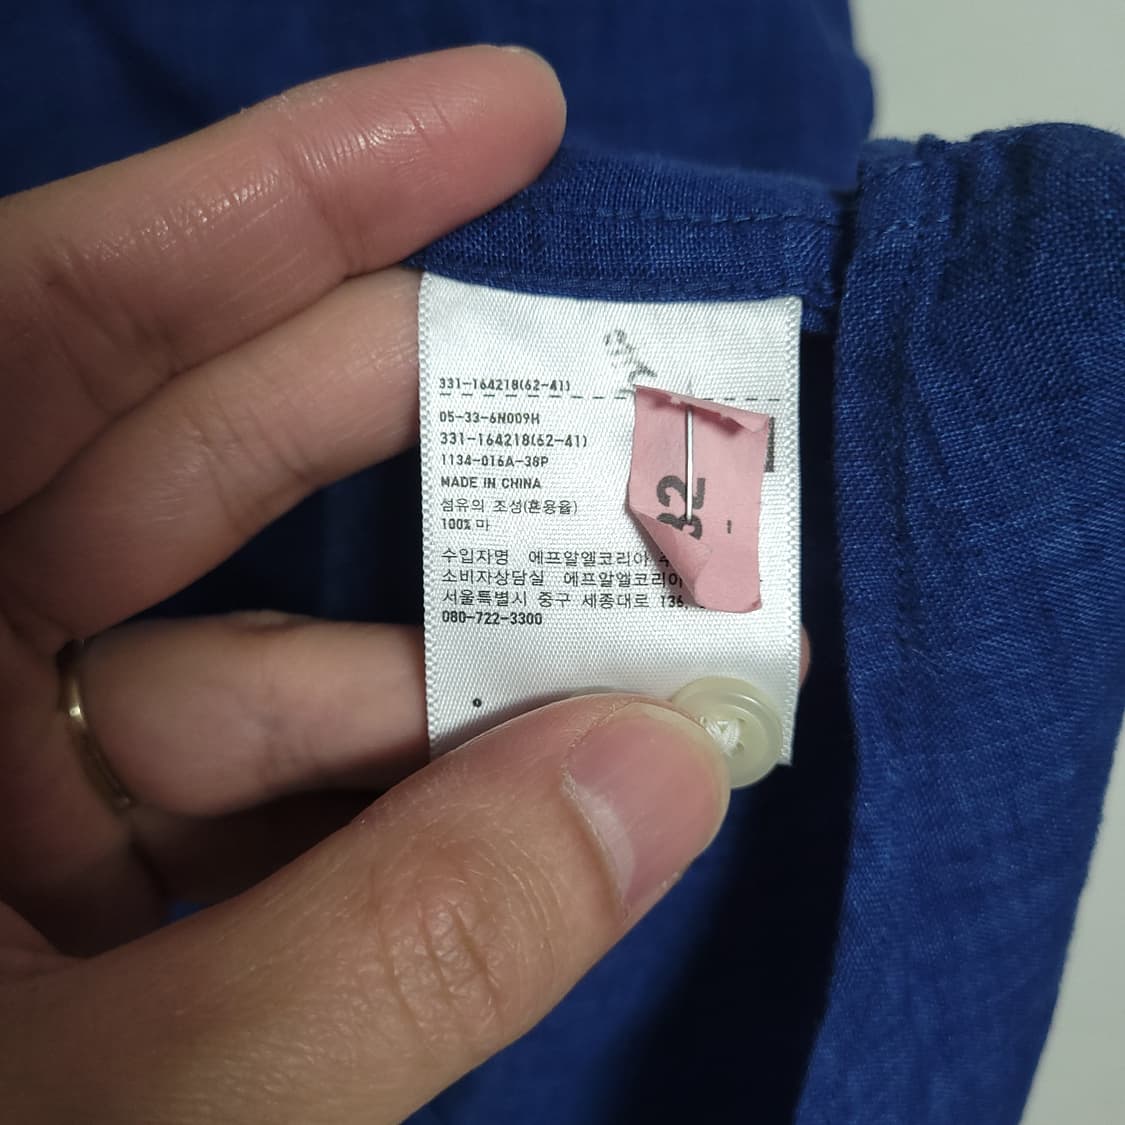 331-164218(62-41)
05-33-6N009H
331-164218(62-41)
1134-016A-38P
MADE IN CHINA
섬유의 조성(혼용율)
100% 마
수입자명 에프알엘코리아
소비자상담실 에프알엘코리아
서울특별시 중구 세종대로 136,
080-722-3300
32